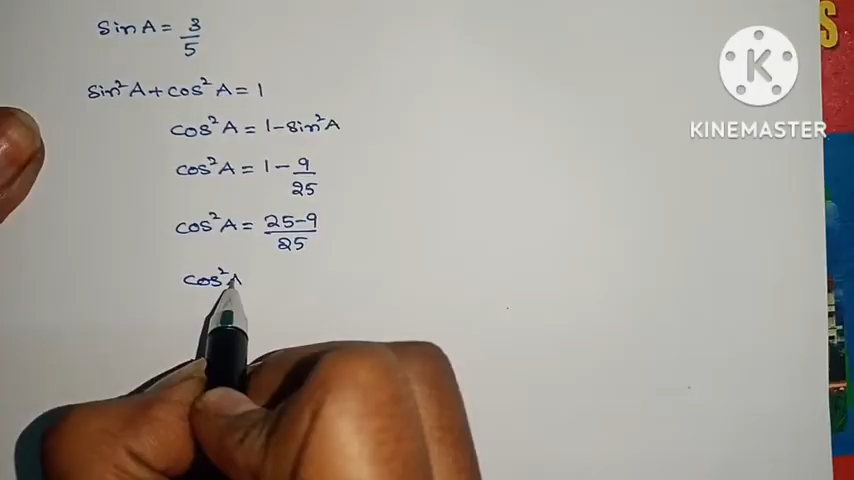 sin A = 3/5
sin²A + cos²A = 1
cos²A = 1 - sin²A
cos²A = 1 - 9/25
cos²A = 25-9/25
cos²A
KINEMASTER